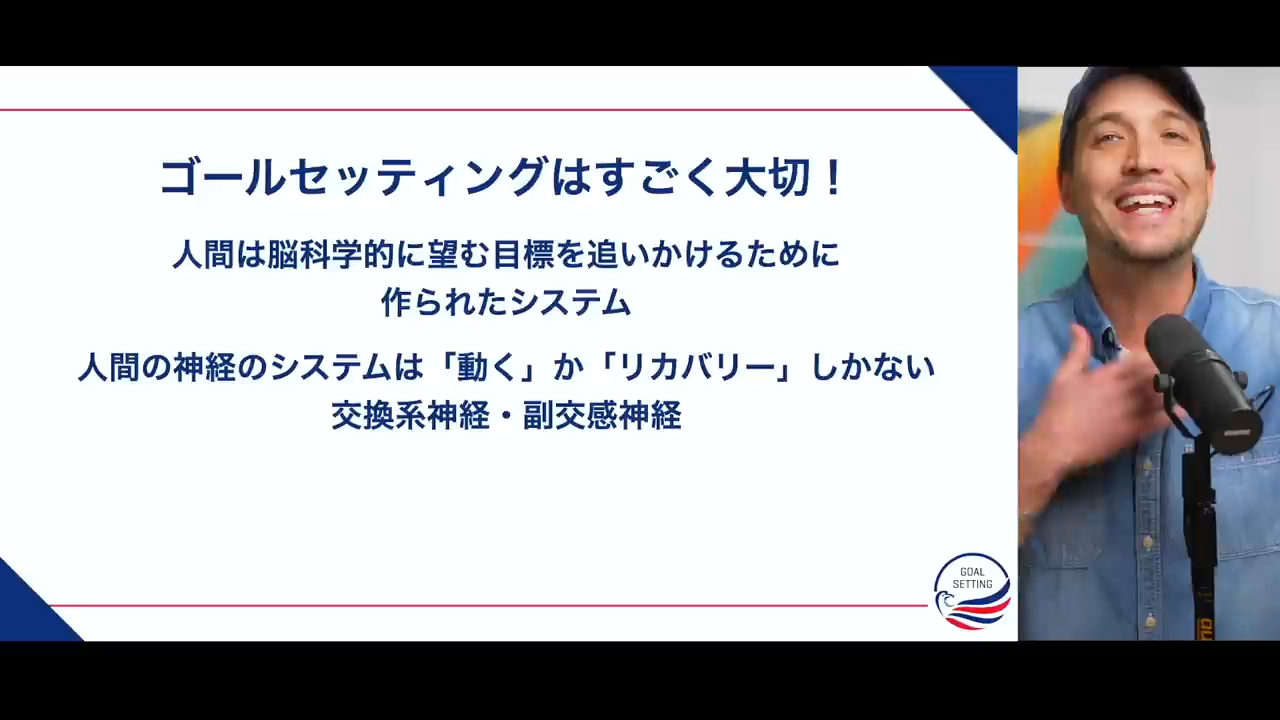 ゴールセッティングはすごく大切！
人間は脳科学的に望む目標を追いかけるために
作られたシステム
人間の神経のシステムは「動く」か「リカバリー」しかない
交換系神経・副交感神経
GOAL
SETTING